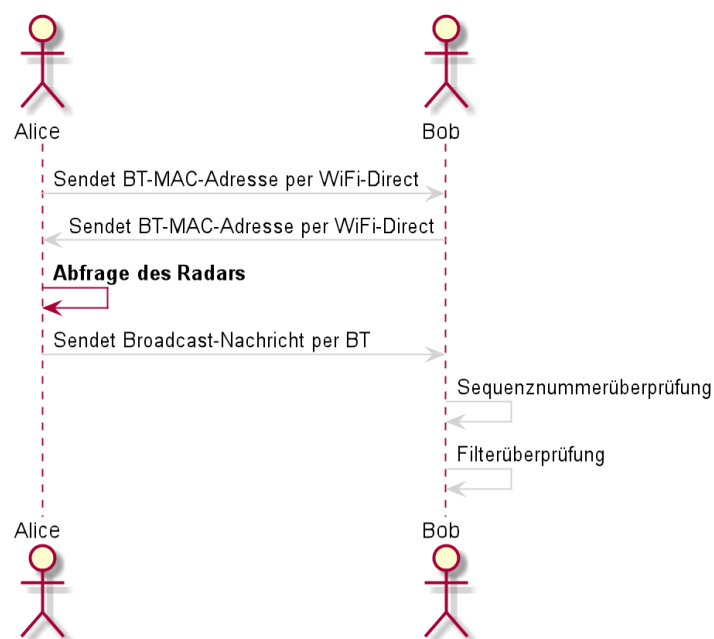 Alice
Bob
Sendet BT-MAC-Adresse per WiFi-Direct
Sendet BT-MAC-Adresse per WiFi-Direct
Abfrage des Radars
Sendet Broadcast-Nachricht per BT
Sequenznummerüberprüfung
Filterüberprüfung
Alice
Bob